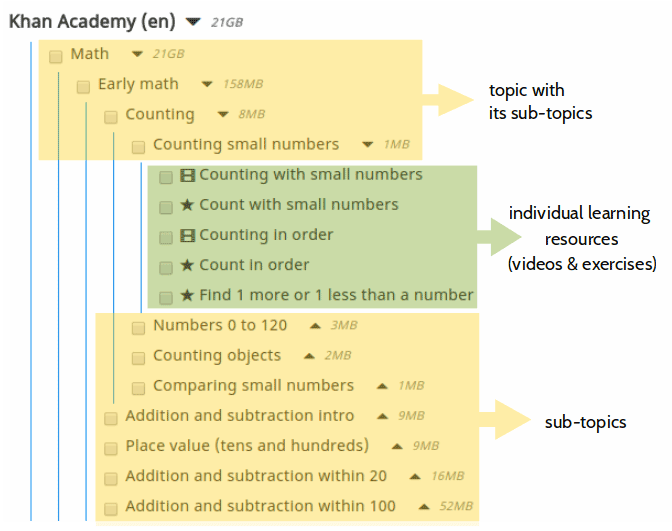 Khan Academy (en) 21GB
Math 21GB
Early math 158MB
Counting 8MB
Counting small numbers 1MB
topic with
its sub-topics
Counting with small numbers
Count with small numbers
Counting in order
Count in order
Find 1 more or 1 less than a number
individual learning
resources
(videos & exercises)
Numbers 0 to 120 3MB
Counting objects 2MB
Comparing small numbers 1MB
Addition and subtraction intro 9MB
Place value (tens and hundreds) 9MB
Addition and subtraction within 20 16MB
Addition and subtraction within 100 52MB
sub-topics